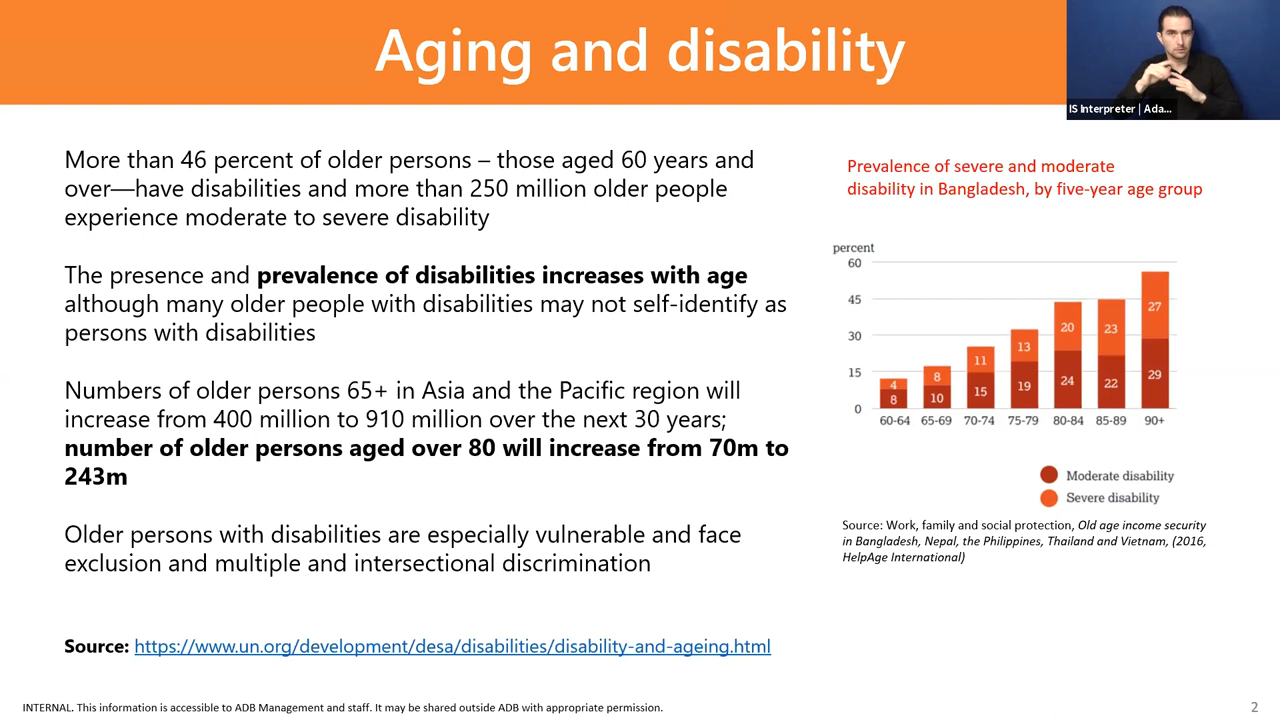 Aging and disability
IS Interpreter | Ada...
More than 46 percent of older persons – those aged 60 years and
over—have disabilities and more than 250 million older people
experience moderate to severe disability
The presence and prevalence of disabilities increases with age
although many older people with disabilities may not self-identify as
persons with disabilities
Numbers of older persons 65+ in Asia and the Pacific region will
increase from 400 million to 910 million over the next 30 years;
number of older persons aged over 80 will increase from 70m to
243m
Older persons with disabilities are especially vulnerable and face
exclusion and multiple and intersectional discrimination
Source: https://www.un.org/development/desa/disabilities/disability-and-ageing.html
Prevalence of severe and moderate
disability in Bangladesh, by five-year age group
percent
60
45
30
15
0
4 8 11 13 20 23 27
8 10 15 19 24 22 29
60-64 65-69 70-74 75-79 80-84 85-89 90+
Moderate disability
Severe disability
Source: Work, family and social protection, Old age income security
in Bangladesh, Nepal, the Philippines, Thailand and Vietnam, (2016,
HelpAge International)
INTERNAL. This information is accessible to ADB Management and staff. It may be shared outside ADB with appropriate permission.
2